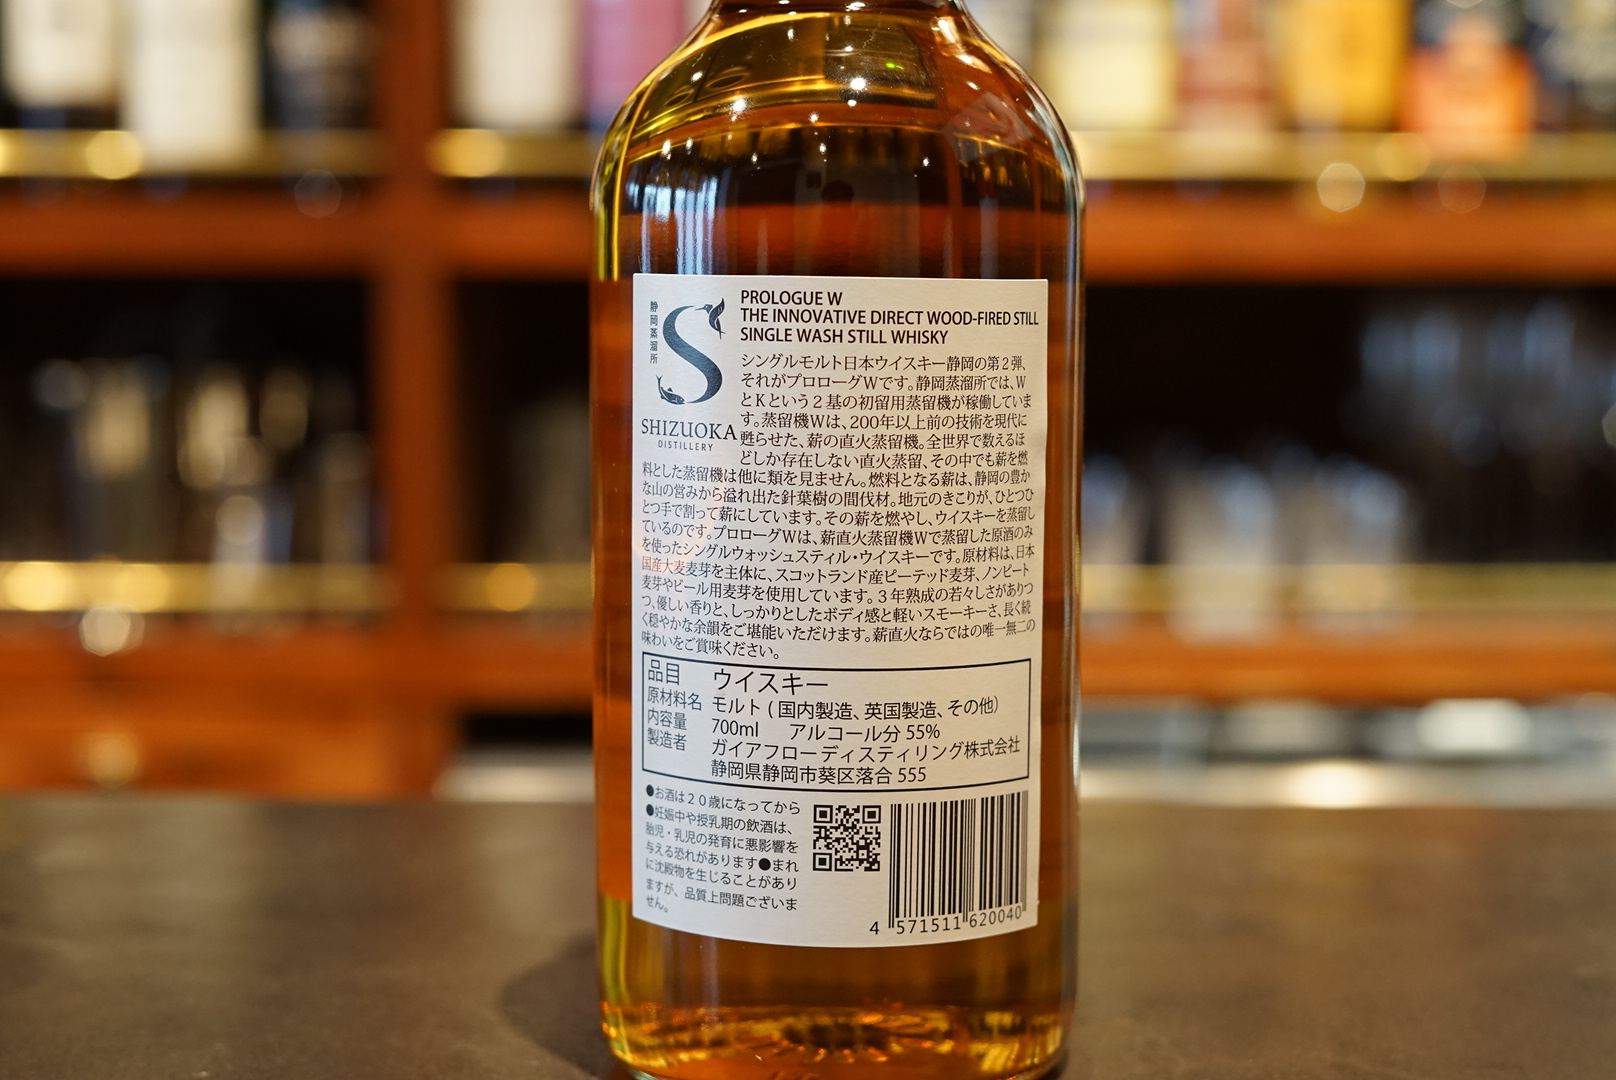 静岡蒸溜所
S
SHIZUOKA
DISTILLERY
PROLOGUE W
THE INNOVATIVE DIRECT WOOD-FIRED STILL
SINGLE WASH STILL WHISKY
シングルモルト日本ウイスキー静岡の第2弾、
それがプロローグWです。静岡蒸溜所では、W
とKという2基の初留用蒸留機が稼働していま
す。蒸留機Wは、200年以上前の技術を現代に
甦らせた、薪の直火蒸留機。全世界で数えるほ
どしか存在しない直火蒸留、その中でも薪を燃
料とした蒸留機は他に類を見ません。燃料となる薪は、静岡の豊か
な山の営みから溢れ出た針葉樹の間伐材。地元のきこりが、ひとつひ
とつ手で割って薪にしています。その薪を燃やし、ウイスキーを蒸留し
ているのです。プロローグWは、薪直火蒸留機Wで蒸留した原酒のみ
を使ったシングルウォッシュスティル・ウイスキーです。原材料は、日本
国産大麦麦芽を主体に、スコットランド産ピーテッド麦芽、ノンピート
麦芽やビール用麦芽を使用しています。3年熟成の若々しさがありつ
つ、優しい香りと、しっかりとしたボディ感と軽いスモーキーさ、長く続
く穏やかな余韻をご堪能いただけます。薪直火ならではの唯一無二の
味わいをご賞味ください。
品目 ウイスキー
原材料名 モルト ( 国内製造、英国製造、その他)
内容量 700ml アルコール分 55%
製造者 ガイアフローディスティリング株式会社
静岡県静岡市葵区落合 555
●お酒は20歳になってから
●妊娠中や授乳期の飲酒は、
胎児・乳児の発育に悪影響を
与える恐れがあります●まれ
に沈殿物を生じることがあり
ますが、品質上問題ございま
せん。
4 571511 620040